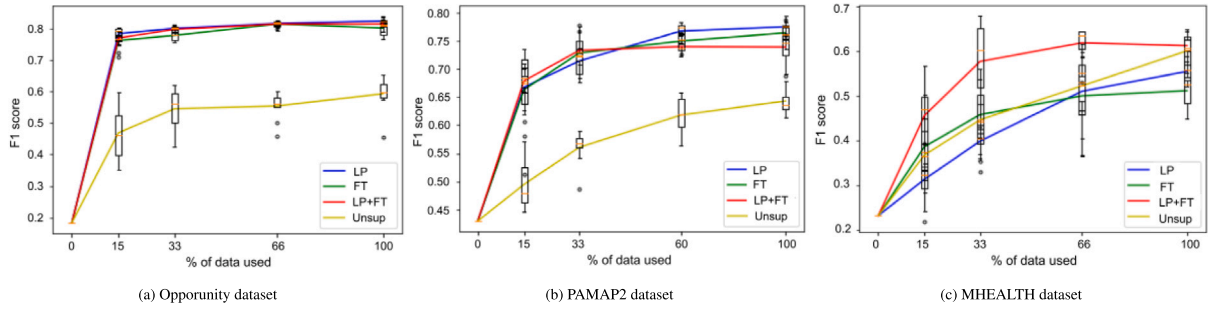 0.8
0.7
0.6
0.5
0.4
0.3
0.2
F1 score
0 15 33 66 100
% of data used
LP
FT
LP+FT
Unsup
(a) Opporunity dataset
0.80
0.75
0.70
0.65
0.60
0.55
0.50
0.45
F1 score
0 15 33 60 100
% of data used
LP
FT
LP+FT
Unsup
(b) PAMAP2 dataset
0.7
0.6
0.5
0.4
0.3
0.2
F1 score
0 15 33 66 100
% of data used
LP
FT
LP+FT
Unsup
(c) MHEALTH dataset